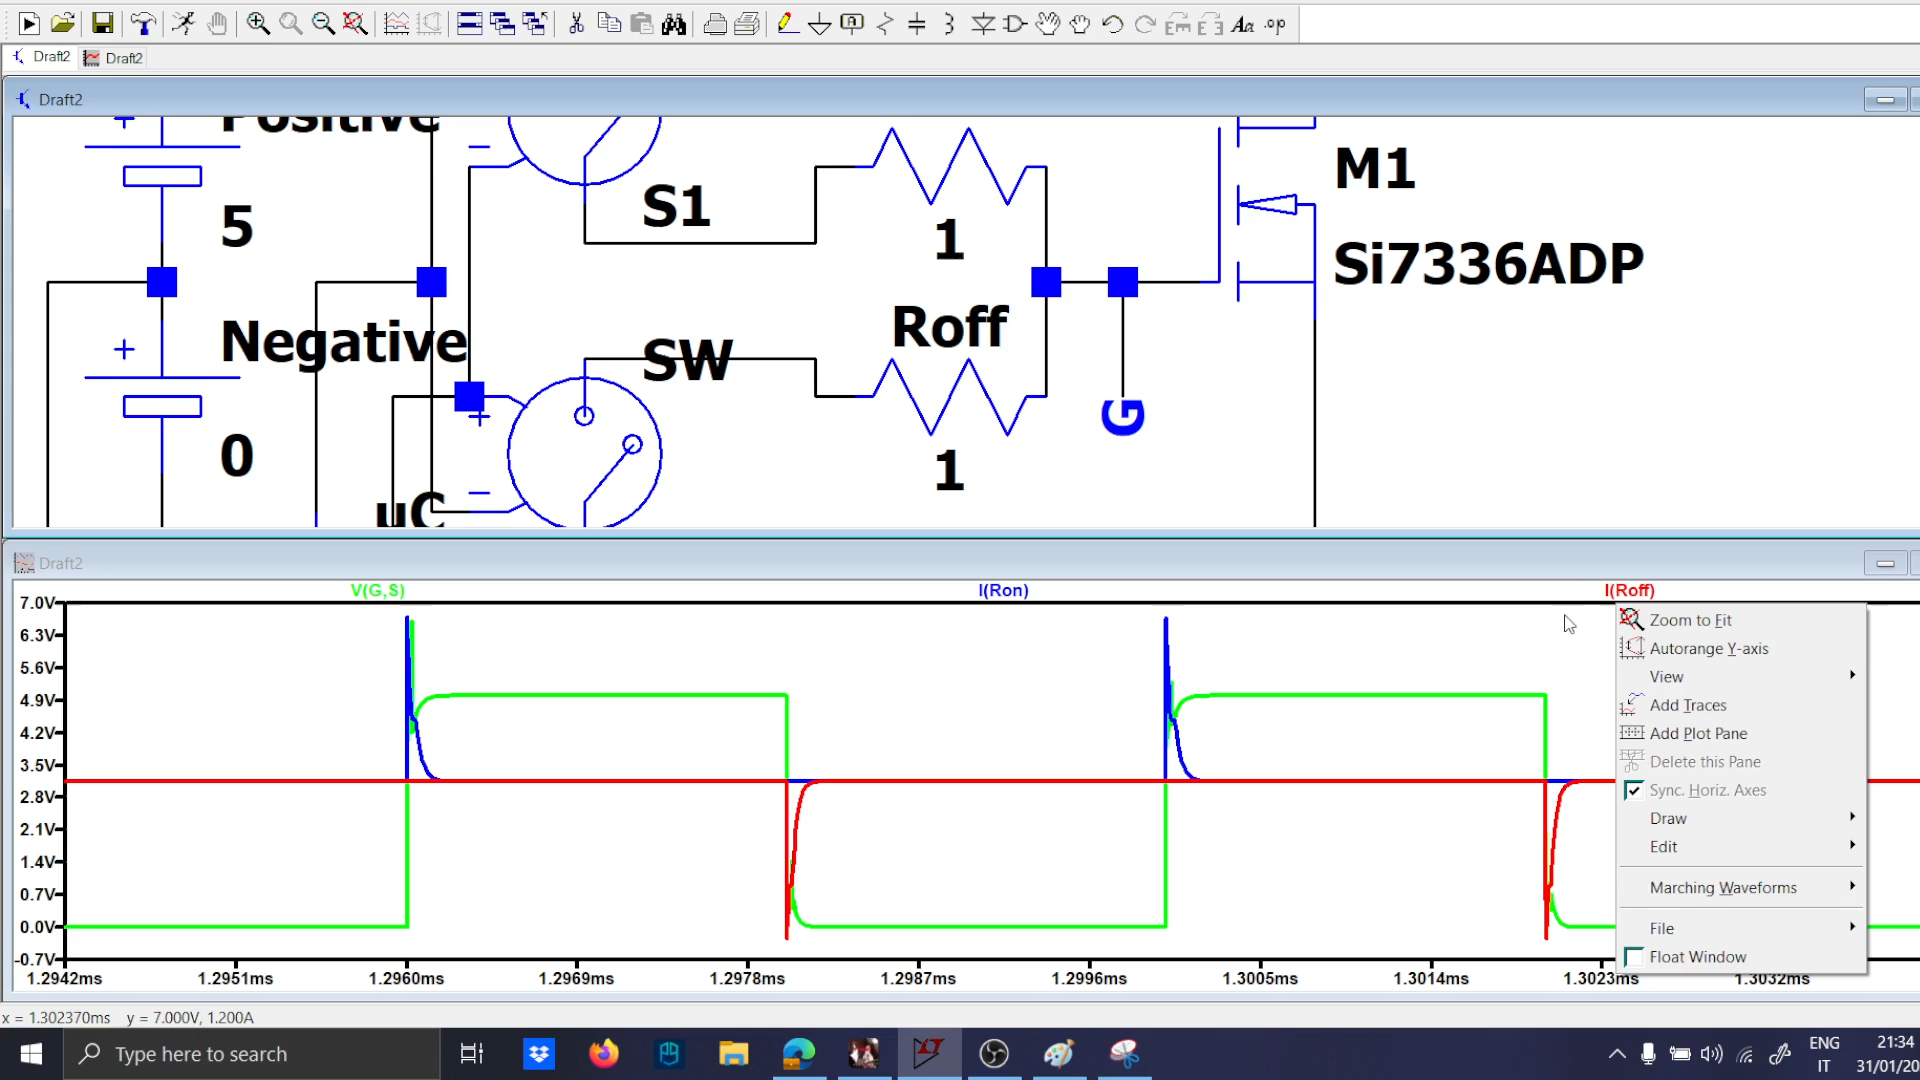 Aa .op
Draft2 Draft2
Draft2
Positive
5
S1
1
M1
Si7336ADP
Negative
0
Roff
SW
1
G
uC
Draft2
V(G,S) I(Ron) I(Roff)
7.0V
6.3V
5.6V
4.9V
4.2V
3.5V
2.8V
2.1V
1.4V
0.7V
0.0V
-0.7V
1.2942ms 1.2951ms 1.2960ms 1.2969ms 1.2978ms 1.2987ms 1.2996ms 1.3005ms 1.3014ms 1.3023ms 1.3032ms
Zoom to Fit
Autorange Y-axis
View
Add Traces
Add Plot Pane
Delete this Pane
Sync. Horiz. Axes
Draw
Edit
Marching Waveforms
File
Float Window
x = 1.302370ms y = 7.000V, 1.200A
Type here to search
ENG
IT
21:34
31/01/20